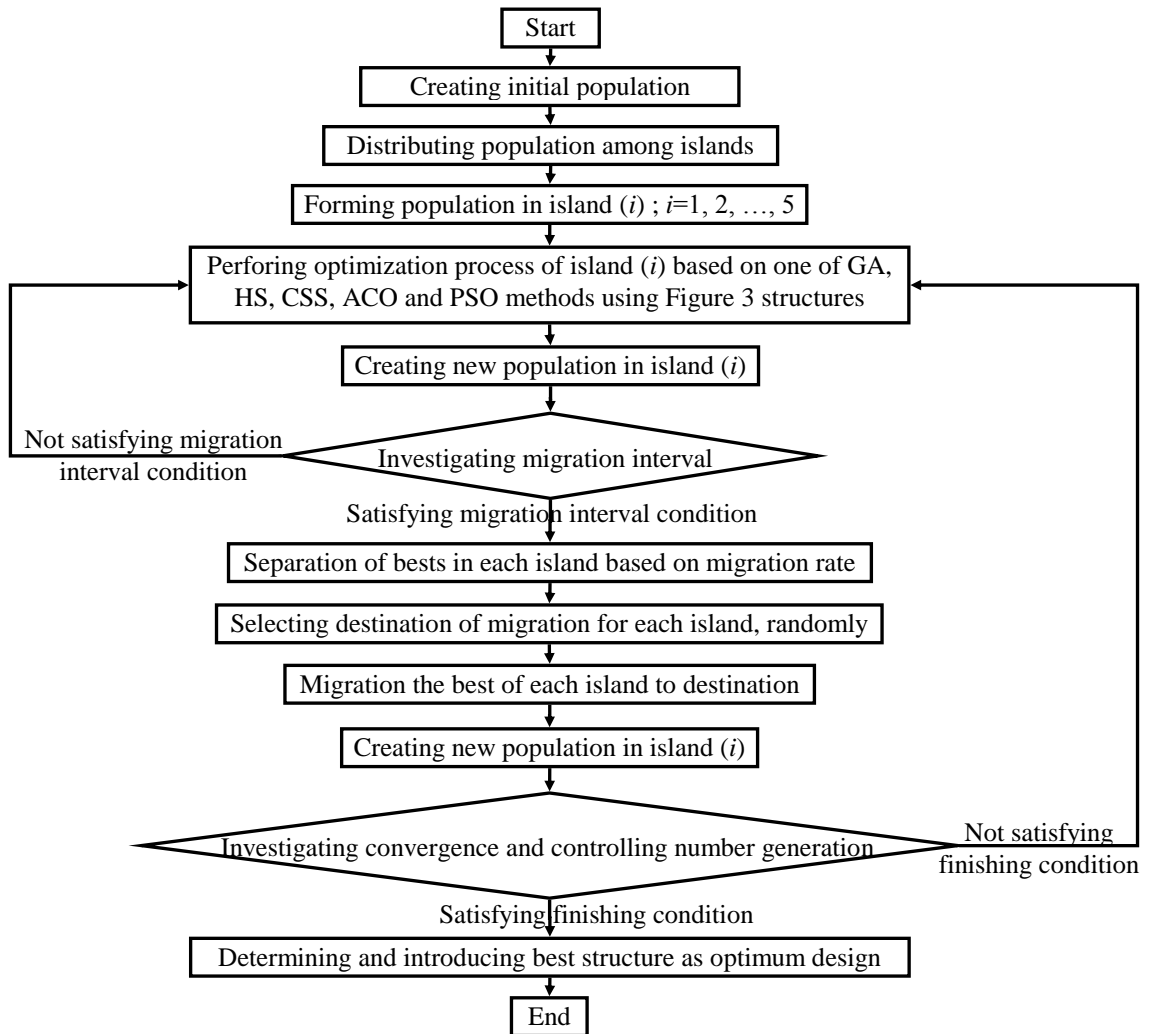 Start
Creating initial population
Distributing population among islands
Forming population in island (i) ; i=1, 2, …, 5
Perforing optimization process of island (i) based on one of GA,
HS, CSS, ACO and PSO methods using Figure 3 structures
Creating new population in island (i)
Not satisfying migration
interval condition
Investigating migration interval
Satisfying migration interval condition
Separation of bests in each island based on migration rate
Selecting destination of migration for each island, randomly
Migration the best of each island to destination
Creating new population in island (i)
Investigating convergence and controlling number generation
Not satisfying
finishing condition
Satisfying finishing condition
Determining and introducing best structure as optimum design
End